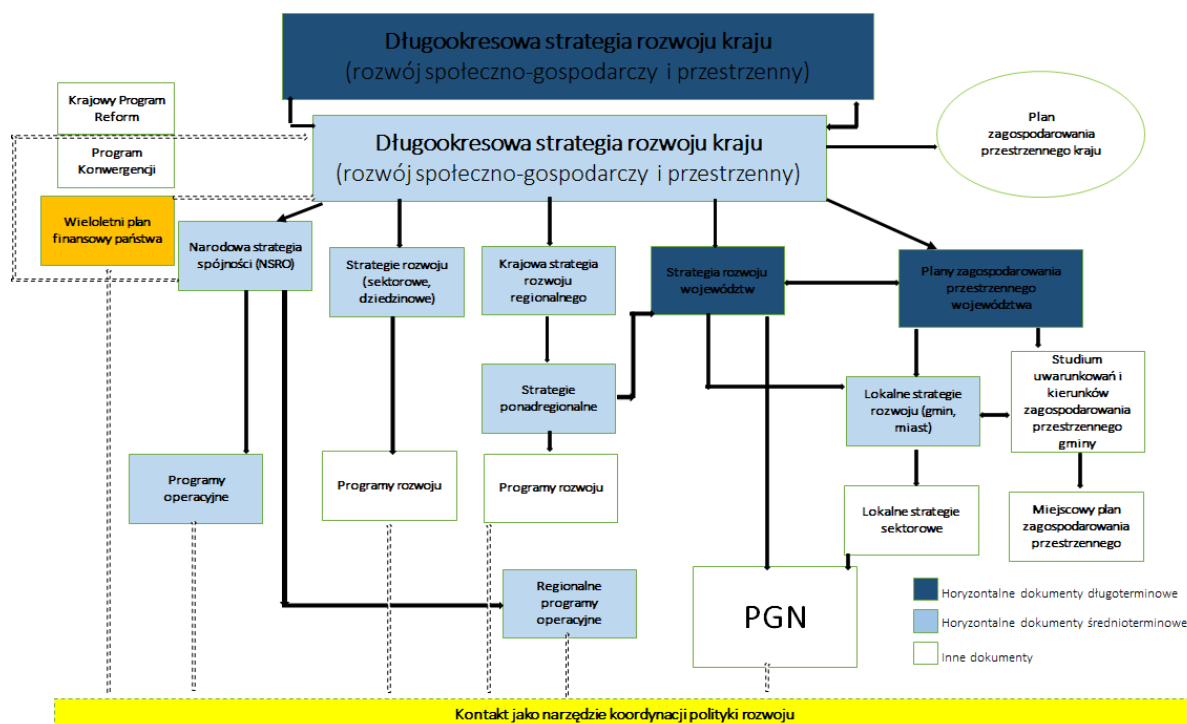 Długookresowa strategia rozwoju kraju
(rozwój społeczno-gospodarczy i przestrzenny)
Krajowy Program
Reform
Program
Konwergencji
Długookresowa strategia rozwoju kraju
(rozwój społeczno-gospodarczy i przestrzenny)
Plan
zagospodarowania
przestrzennego kraju
Wieloletni plan
finansowy państwa
Narodowa strategia
spójności (NSRO)
Strategie rozwoju
(sektorowe,
dziedzinowe)
Krajowa strategia
rozwoju
regionalnego
Strategia rozwoju
województw
Plany zagospodarowania
przestrzennego
województwa
Strategie
ponadregionalne
Lokalne strategie
rozwoju (gmin,
miast)
Studium
uwarunkowań i
kierunków
zagospodarowania
przestrzennego
gminy
Programy
operacyjne
Programy rozwoju
Programy rozwoju
Lokalne strategie
sektorowe
Miejscowy plan
zagospodarowania
przestrzennego
Regionalne
programy
operacyjne
PGN
Horyzontalne dokumenty długoterminowe
Horyzontalne dokumenty średnioterminowe
Inne dokumenty
Kontakt jako narzędzie koordynacji polityki rozwoju